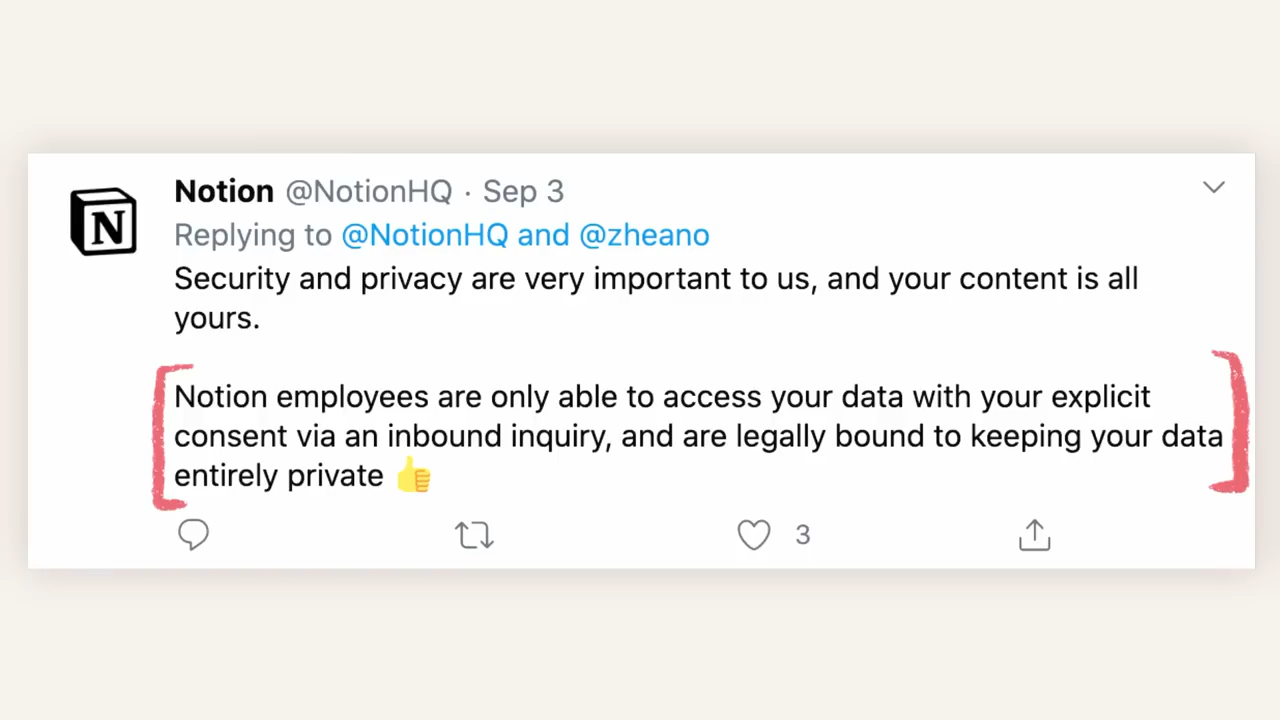 N
Notion @NotionHQ · Sep 3
Replying to @NotionHQ and @zheano
Security and privacy are very important to us, and your content is all
yours.
Notion employees are only able to access your data with your explicit
consent via an inbound inquiry, and are legally bound to keeping your data
entirely private 👍
3